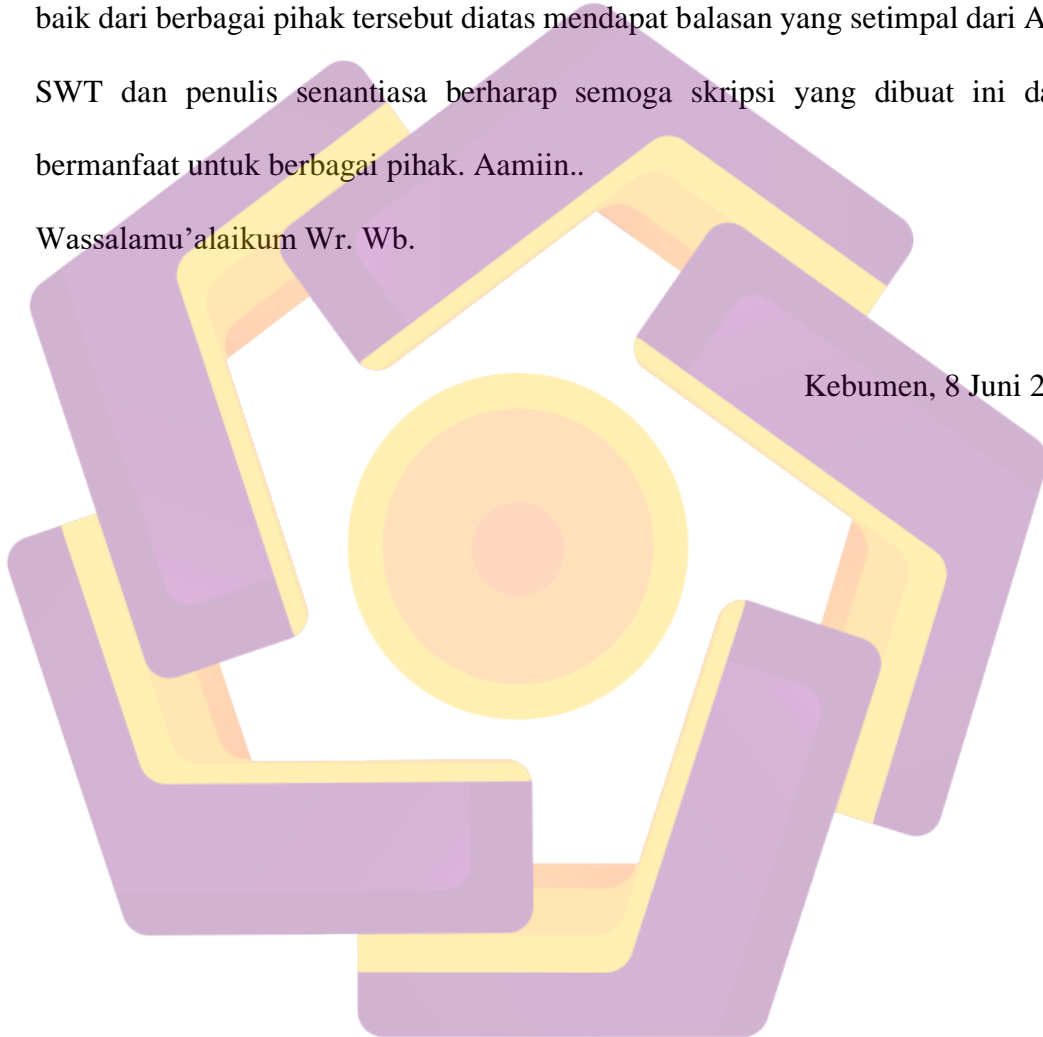 baik dari berbagai pihak tersebut diatas mendapat balasan yang setimpal dari A
SWT dan penulis senantiasa berharap semoga skripsi yang dibuat ini da
bermanfaat untuk berbagai pihak. Aamiin..
Wassalamu’alaikum Wr. Wb.
Kebumen, 8 Juni 2